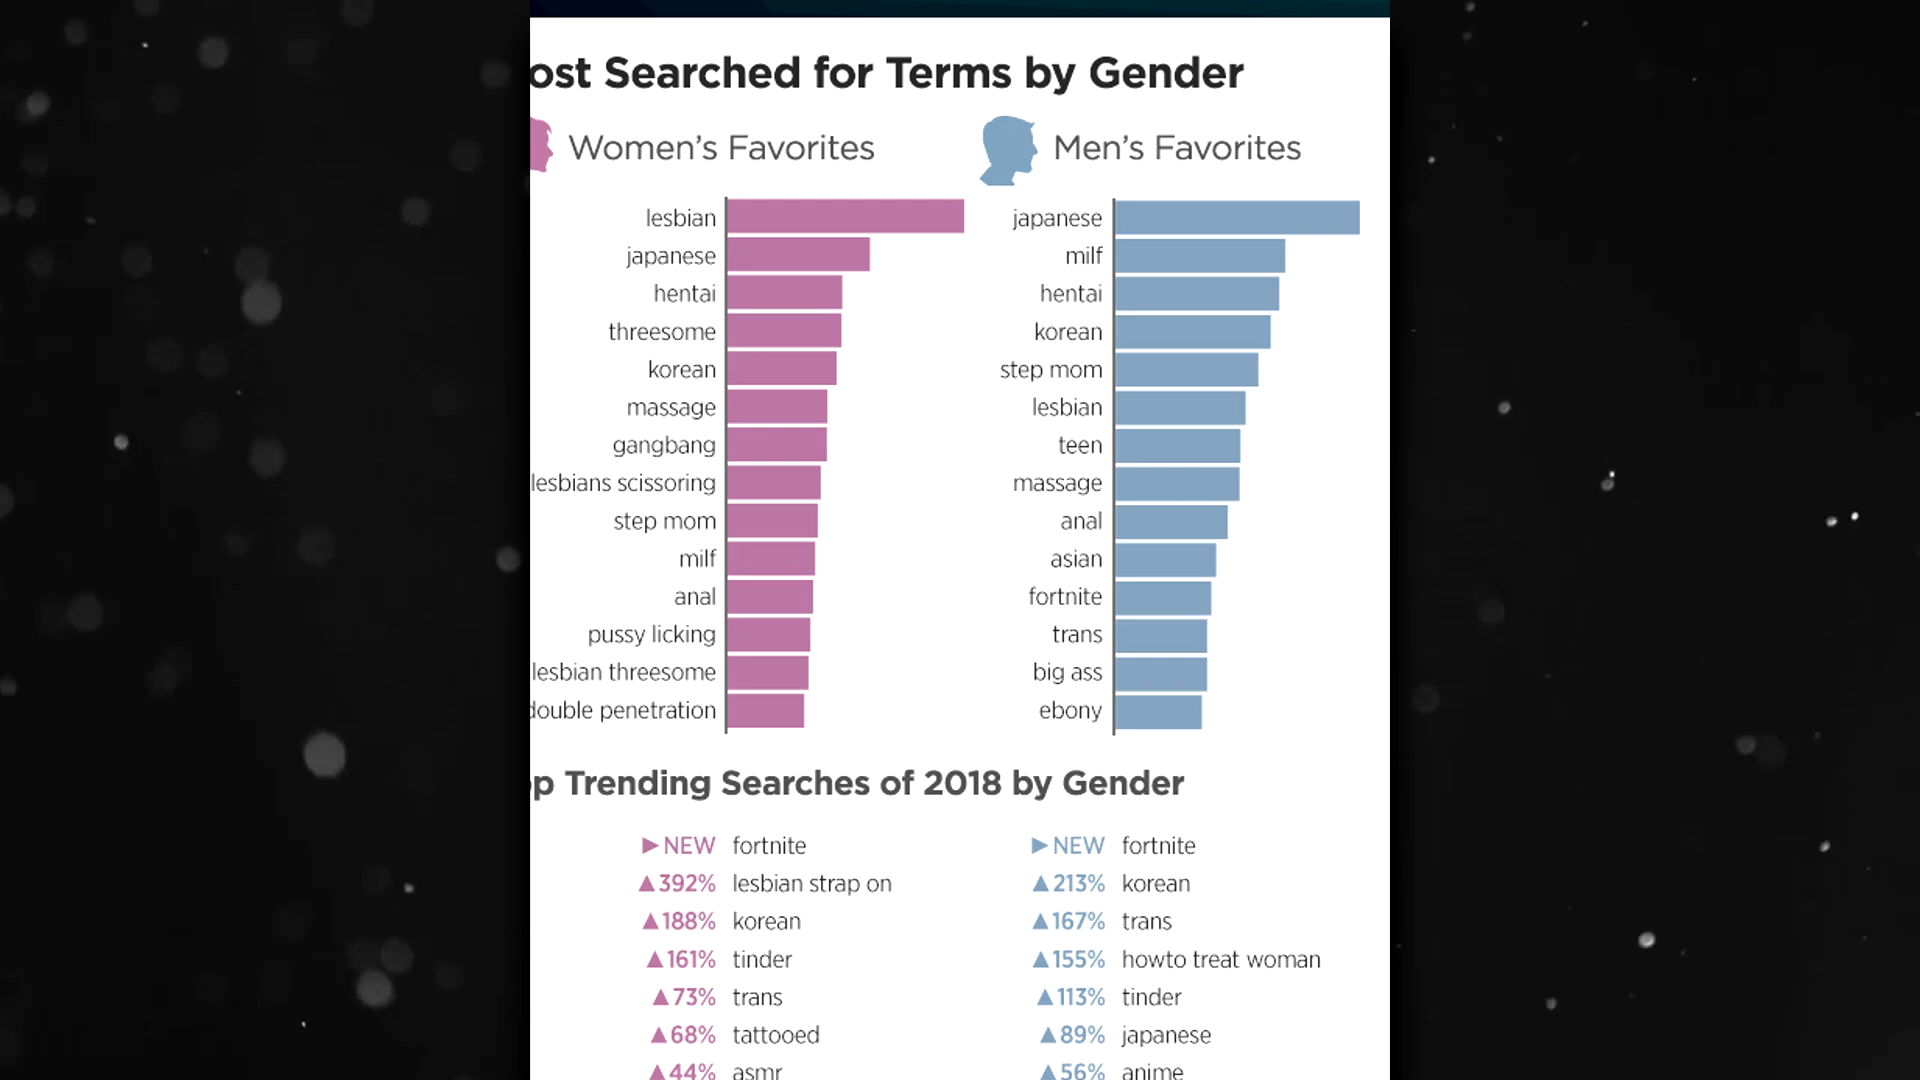 ost Searched for Terms by Gender
Women's Favorites
lesbian
japanese
hentai
threesome
korean
massage
gangbang
lesbians scissoring
step mom
milf
anal
pussy licking
lesbian threesome
double penetration
Men's Favorites
japanese
milf
hentai
korean
step mom
lesbian
teen
massage
anal
asian
fortnite
trans
big ass
ebony
op Trending Searches of 2018 by Gender
▶ NEW fortnite
▲ 392% lesbian strap on
▲ 188% korean
▲ 161% tinder
▲ 73% trans
▲ 68% tattooed
▲ 44% asmr
▶ NEW fortnite
▲ 213% korean
▲ 167% trans
▲ 155% howto treat woman
▲ 113% tinder
▲ 89% japanese
▲ 56% anime